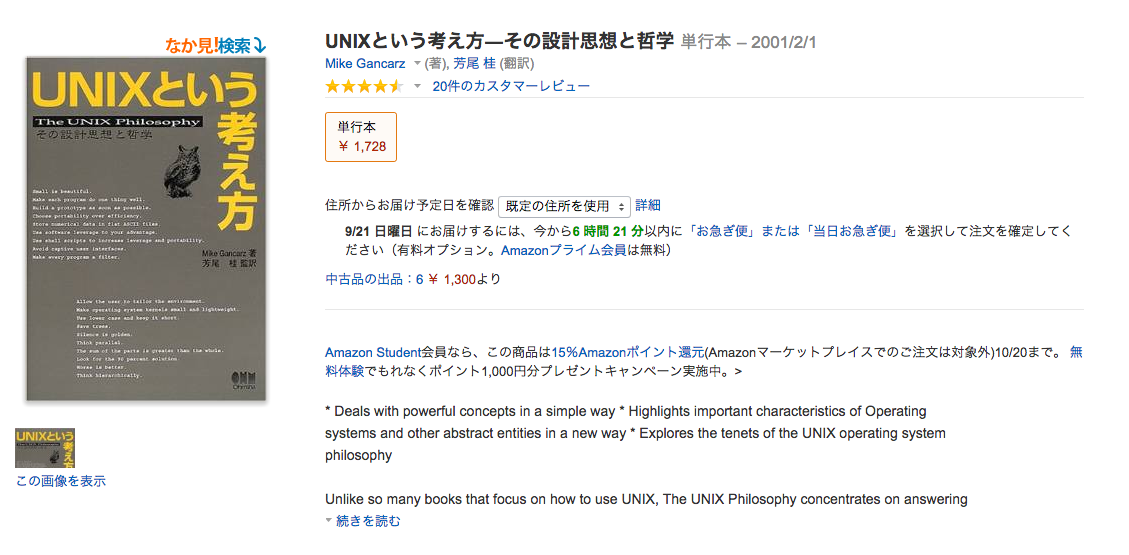 なか見!検索
UNIXという
考え方
The UNIX Philosophy
その設計思想と哲学
Small is beautiful.
Make each program do one thing well.
Build a prototype as soon as possible.
Choose portability over efficiency.
Store numerical data in flat ASCII files.
Use software leverage to your advantage.
Use shell scripts to increase leverage and portability.
Avoid captive user interfaces.
Make every program a filter.
Mike Gancarz 著
芳尾 桂 監訳
Allow the user to tailor the environment.
Make operating system kernels small and lightweight.
Use lower case and keep it short.
Save trees.
Silence is golden.
Think parallel.
The sum of the parts is greater than the whole.
Look for the 90 percent solution.
Worse is better.
Think hierarchically.
Ohmsha
UNIXという
考え方
この画像を表示
UNIXという考え方―その設計思想と哲学 単行本 – 2001/2/1
Mike Gancarz (著), 芳尾 桂 (翻訳)
20件のカスタマーレビュー
単行本
￥ 1,728
住所からお届け予定日を確認 既定の住所を使用 詳細
9/21 日曜日 にお届けするには、今から6 時間 21 分以内に「お急ぎ便」または「当日お急ぎ便」を選択して注文を確定してく
ださい（有料オプション。Amazonプライム会員は無料）
中古品の出品：6 ￥ 1,300より
Amazon Student会員なら、この商品は15%Amazonポイント還元(Amazonマーケットプレイスでのご注文は対象外)10/20まで。 無
料体験でもれなくポイント1,000円分プレゼントキャンペーン実施中。>
* Deals with powerful concepts in a simple way * Highlights important characteristics of Operating
systems and other abstract entities in a new way * Explores the tenets of the UNIX operating system
philosophy
Unlike so many books that focus on how to use UNIX, The UNIX Philosophy concentrates on answering
続きを読む